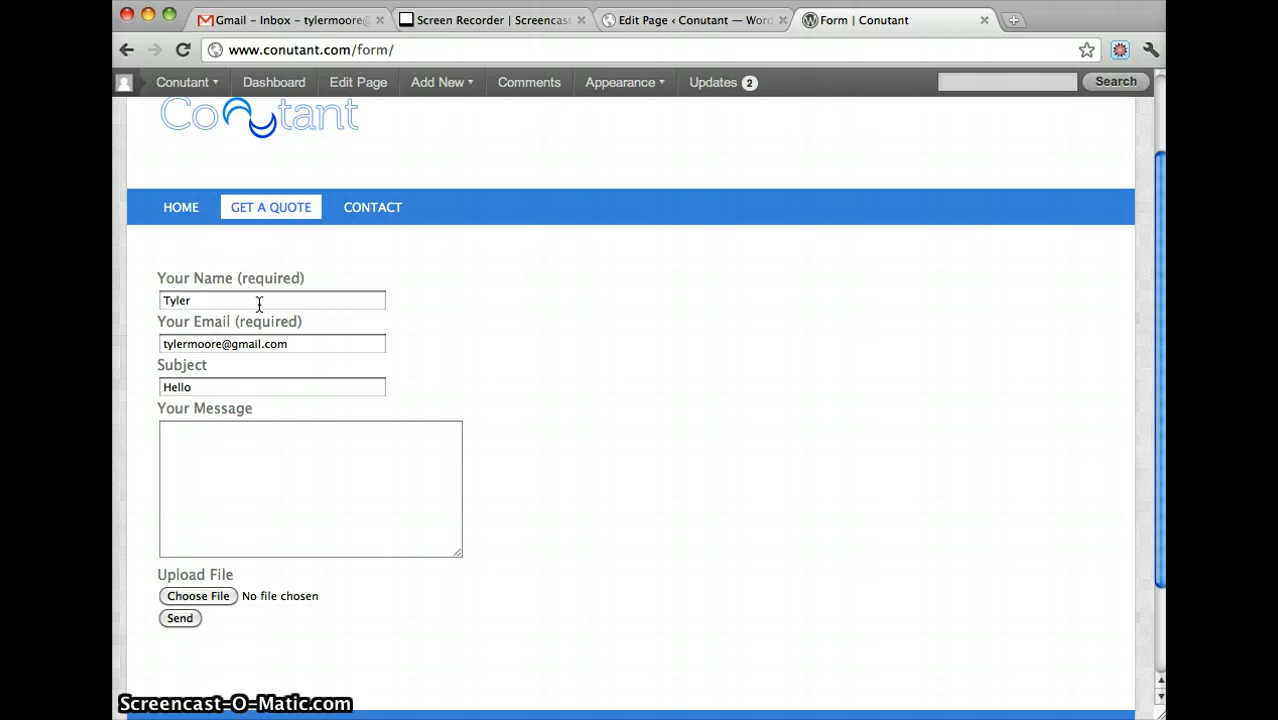 Gmail - Inbox - tylermoore@
Screen Recorder | Screencast
Edit Page ‹ Conutant — Word
Form | Conutant
www.conutant.com/form/
Conutant
Dashboard
Edit Page
Add New
Comments
Appearance
Updates 2
Search
Conutant
HOME
GET A QUOTE
CONTACT
Your Name (required)
Tyler
Your Email (required)
tylermoore@gmail.com
Subject
Hello
Your Message
Upload File
Choose File No file chosen
Send
Screencast-O-Matic.com